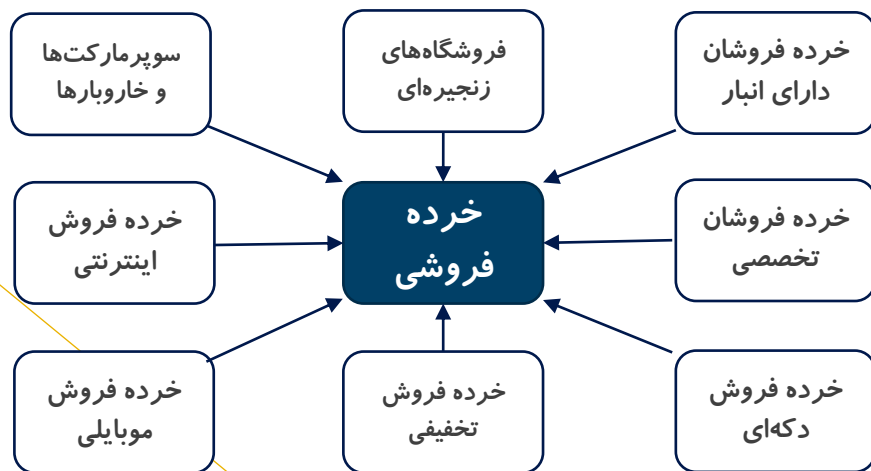 خرده فروشان
دارای انبار
فروشگاه‌های
زنجیره‌ای
سوپرمارکت‌ها
و خاروبارها
خرده فروشان
تخصصی
خرده
فروشی
خرده فروش
اینترنتی
خرده فروش
دکه‌ای
خرده فروش
تخفیفی
خرده فروش
موبایلی